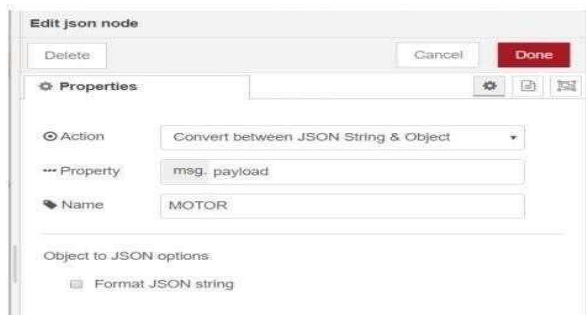 Edit json node
Delete Cancel Done
Properties
Action Convert between JSON String & Object
Property msg. payload
Name MOTOR
Object to JSON options
Format JSON string